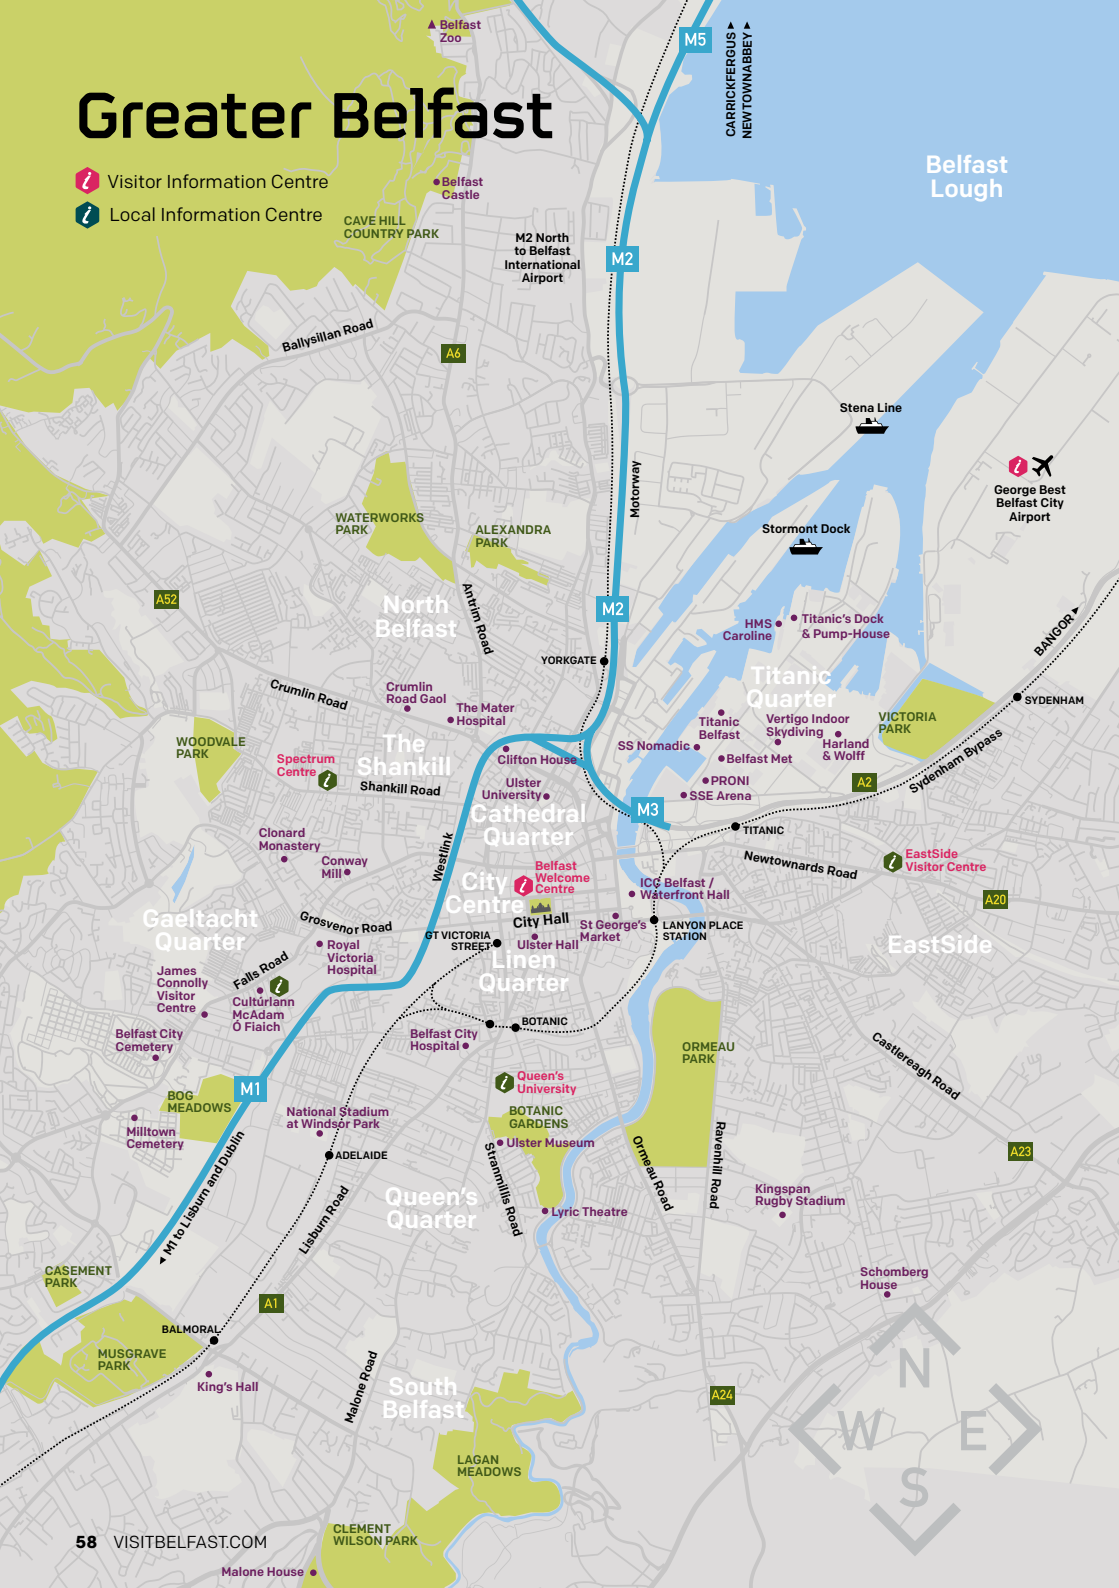 Belfast
Zoo
M5
CARRICKFERGUS
NEWTOWNABBEY
Greater Belfast
Visitor Information Centre
Local Information Centre
Belfast
Lough
Belfast
Castle
CAVE HILL
COUNTRY PARK
M2 North
to Belfast
International
Airport
M2
Ballysillan Road
A6
Stena Line
George Best
Belfast City
Airport
Motorway
WATERWORKS
PARK
ALEXANDRA
PARK
Stormont Dock
A52
North
Belfast
Antrim Road
M2
HMS
Caroline
Titanic's Dock
& Pump-House
BANGOR
YORKGATE
Titanic
Quarter
SYDENHAM
Crumlin Road
Crumlin
Road Gaol
The Mater
Hospital
Titanic
Belfast
Vertigo Indoor
Skydiving
VICTORIA
PARK
WOODVALE
PARK
The
Shankill
SS Nomadic
Harland
& Wolff
Clifton House
Belfast Met
Sydenham Bypass
Spectrum
Centre
Shankill Road
Ulster
University
PRONI
SSE Arena
A2
Cathedral
Quarter
M3
TITANIC
Clonard
Monastery
Conway
Mill
Westlink
Newtownards Road
EastSide
Visitor Centre
City
Centre
Belfast
Welcome
Centre
ICC Belfast /
Waterfront Hall
A20
Gaeltacht
Quarter
Grosvenor Road
City Hall
GT VICTORIA
STREET
Ulster Hall
St George's
Market
LANYON PLACE
STATION
EastSide
Royal
Victoria
Hospital
Linen
Quarter
Falls Road
James
Connolly
Visitor
Centre
Cultúrlann
McAdam
Ó Fiaich
Belfast City
Cemetery
Belfast City
Hospital
BOTANIC
ORMEAU
PARK
Castlereagh Road
M1
BOG
MEADOWS
Queen's
University
National Stadium
at Windsor Park
BOTANIC
GARDENS
Milltown
Cemetery
Ulster Museum
ADELAIDE
M1 to Lisburn and Dublin
Stranmillis Road
Ormeau Road
Ravenhill Road
A23
Lisburn Road
Queen's
Quarter
Lyric Theatre
Kingspan
Rugby Stadium
CASEMENT
PARK
Schomberg
House
A1
BALMORAL
MUSGRAVE
PARK
King's Hall
Malone Road
South
Belfast
A24
N
W
E
S
LAGAN
MEADOWS
CLEMENT
WILSON PARK
58 VISITBELFAST.COM
Malone House